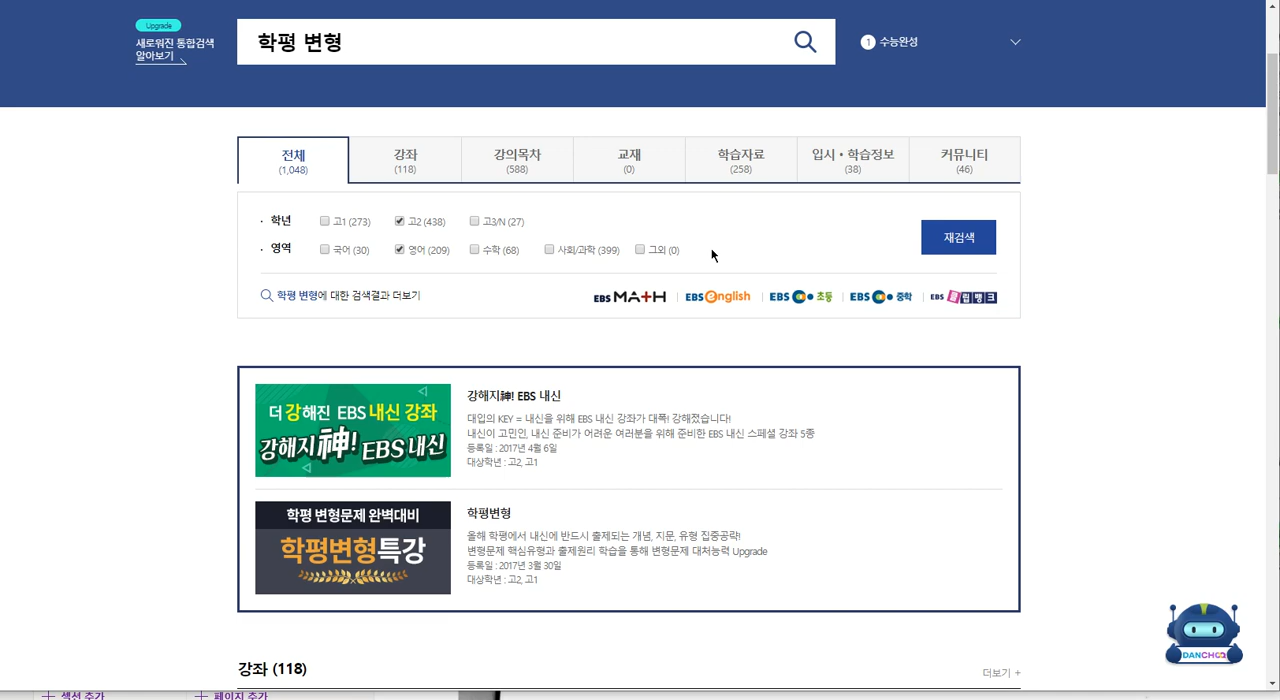 Upgrade
새로워진 통합검색
알아보기
학평 변형
1 수능완성
전체
(1,048)
강좌
(118)
강의목차
(588)
교재
(0)
학습자료
(258)
입시・학습정보
(38)
커뮤니티
(46)
· 학년 고1 (273) 고2 (438) 고3/N (27)
· 영역 국어 (30) 영어 (209) 수학 (68) 사회/과학 (399) 그외 (0)
재검색
학평 변형에 대한 검색결과 더보기
EBS MATH EBS english EBS 초등 EBS 중학 EBS
더 강해진 EBS 내신 강좌
강해지神! EBS 내신
강해지神! EBS 내신
대입의 KEY = 내신을 위해 EBS 내신 강좌가 대폭! 강해졌습니다!
내신이 고민인, 내신 준비가 어려운 여러분을 위해 준비한 EBS 내신 스페셜 강좌 5종
등록일 : 2017년 4월 6일
대상학년 : 고2, 고1
학평 변형문제 완벽대비
학평변형특강
학평변형
올해 학평에서 내신에 반드시 출제되는 개념, 지문, 유형 집중공략!
변형문제 핵심유형과 출제원리 학습을 통해 변형문제 대처능력 Upgrade
등록일 : 2017년 3월 30일
대상학년 : 고2, 고1
강좌 (118)
더보기 +
DANCHOO
섹션 추가
페이지 추가